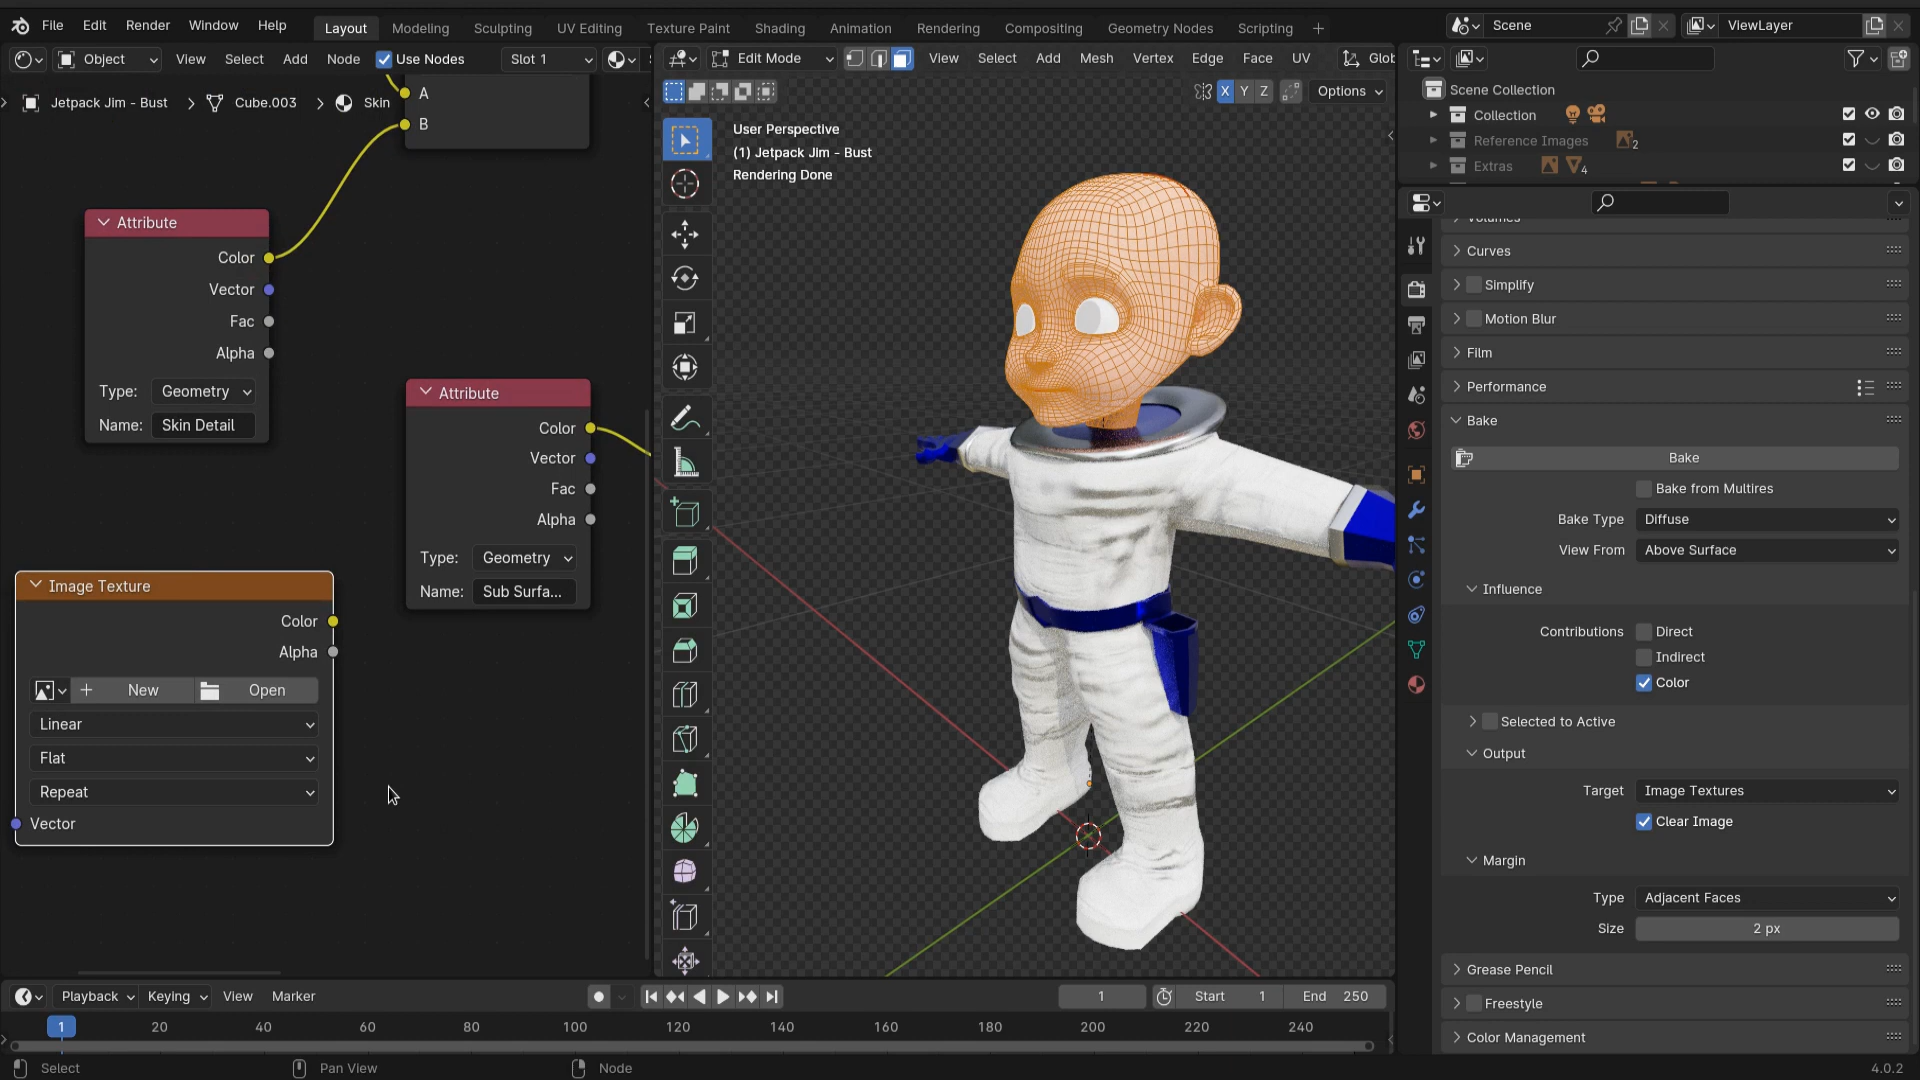 File Edit Render Window Help Layout Modeling Sculpting UV Editing Texture Paint Shading Animation Rendering Compositing Geometry Nodes Scripting + Scene ViewLayer
Object View Select Add Node Use Nodes Slot 1 Edit Mode View Select Add Mesh Vertex Edge Face UV Glob
X Y Z Options
Jetpack Jim - Bust > Cube.003 > Skin
A
B
User Perspective
(1) Jetpack Jim - Bust
Rendering Done
Attribute
Color
Vector
Fac
Alpha
Type: Geometry
Name: Skin Detail
Attribute
Color
Vector
Fac
Alpha
Type: Geometry
Name: Sub Surfa...
Image Texture
Color
Alpha
New Open
Linear
Flat
Repeat
Vector
Scene Collection
Collection
Reference Images 2
Extras 4
Volumes
Curves
Simplify
Motion Blur
Film
Performance
Bake
Bake
Bake from Multires
Bake Type Diffuse
View From Above Surface
Influence
Contributions Direct
Indirect
Color
Selected to Active
Output
Target Image Textures
Clear Image
Margin
Type Adjacent Faces
Size 2 px
Grease Pencil
Freestyle
Color Management
Playback Keying View Marker 1 Start 1 End 250
1 20 40 60 80 100 120 140 160 180 200 220 240
Select Pan View Node 4.0.2